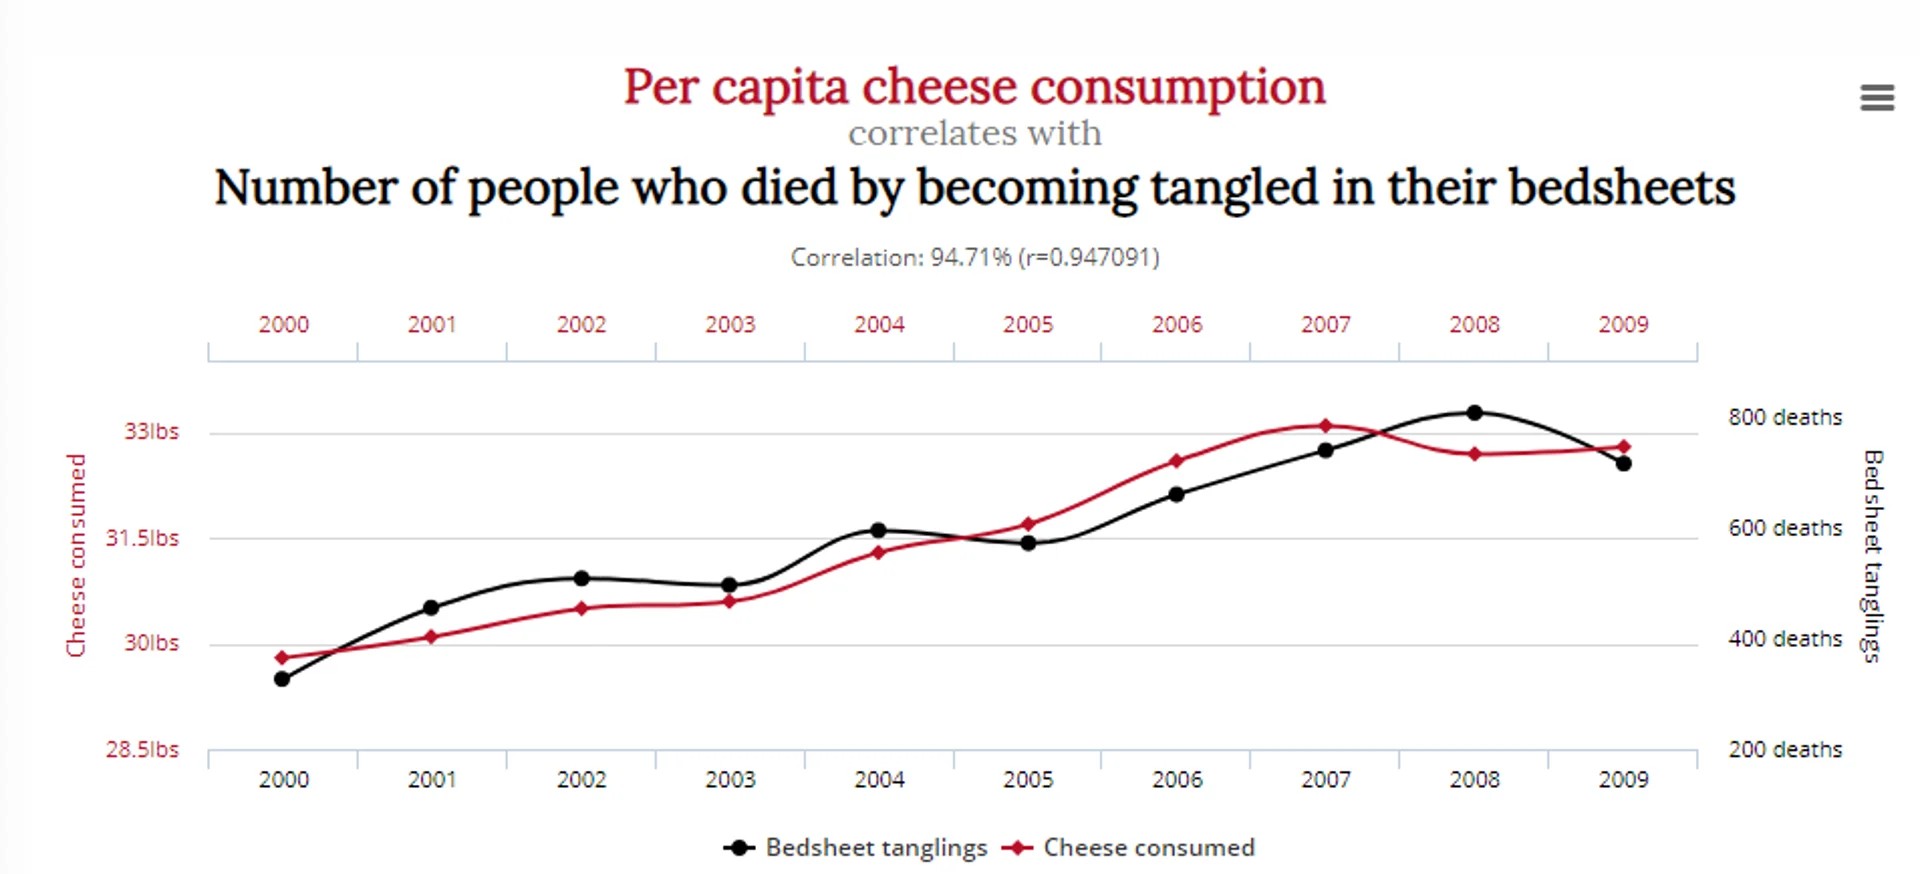 Per capita cheese consumption
correlates with
Number of people who died by becoming tangled in their bedsheets
Correlation: 94.71% (r=0.947091)
2000 2001 2002 2003 2004 2005 2006 2007 2008 2009
Cheese consumed
33lbs
31.5lbs
30lbs
28.5lbs
800 deaths
600 deaths
400 deaths
200 deaths
Bedsheet tanglings
2000 2001 2002 2003 2004 2005 2006 2007 2008 2009
Bedsheet tanglings Cheese consumed